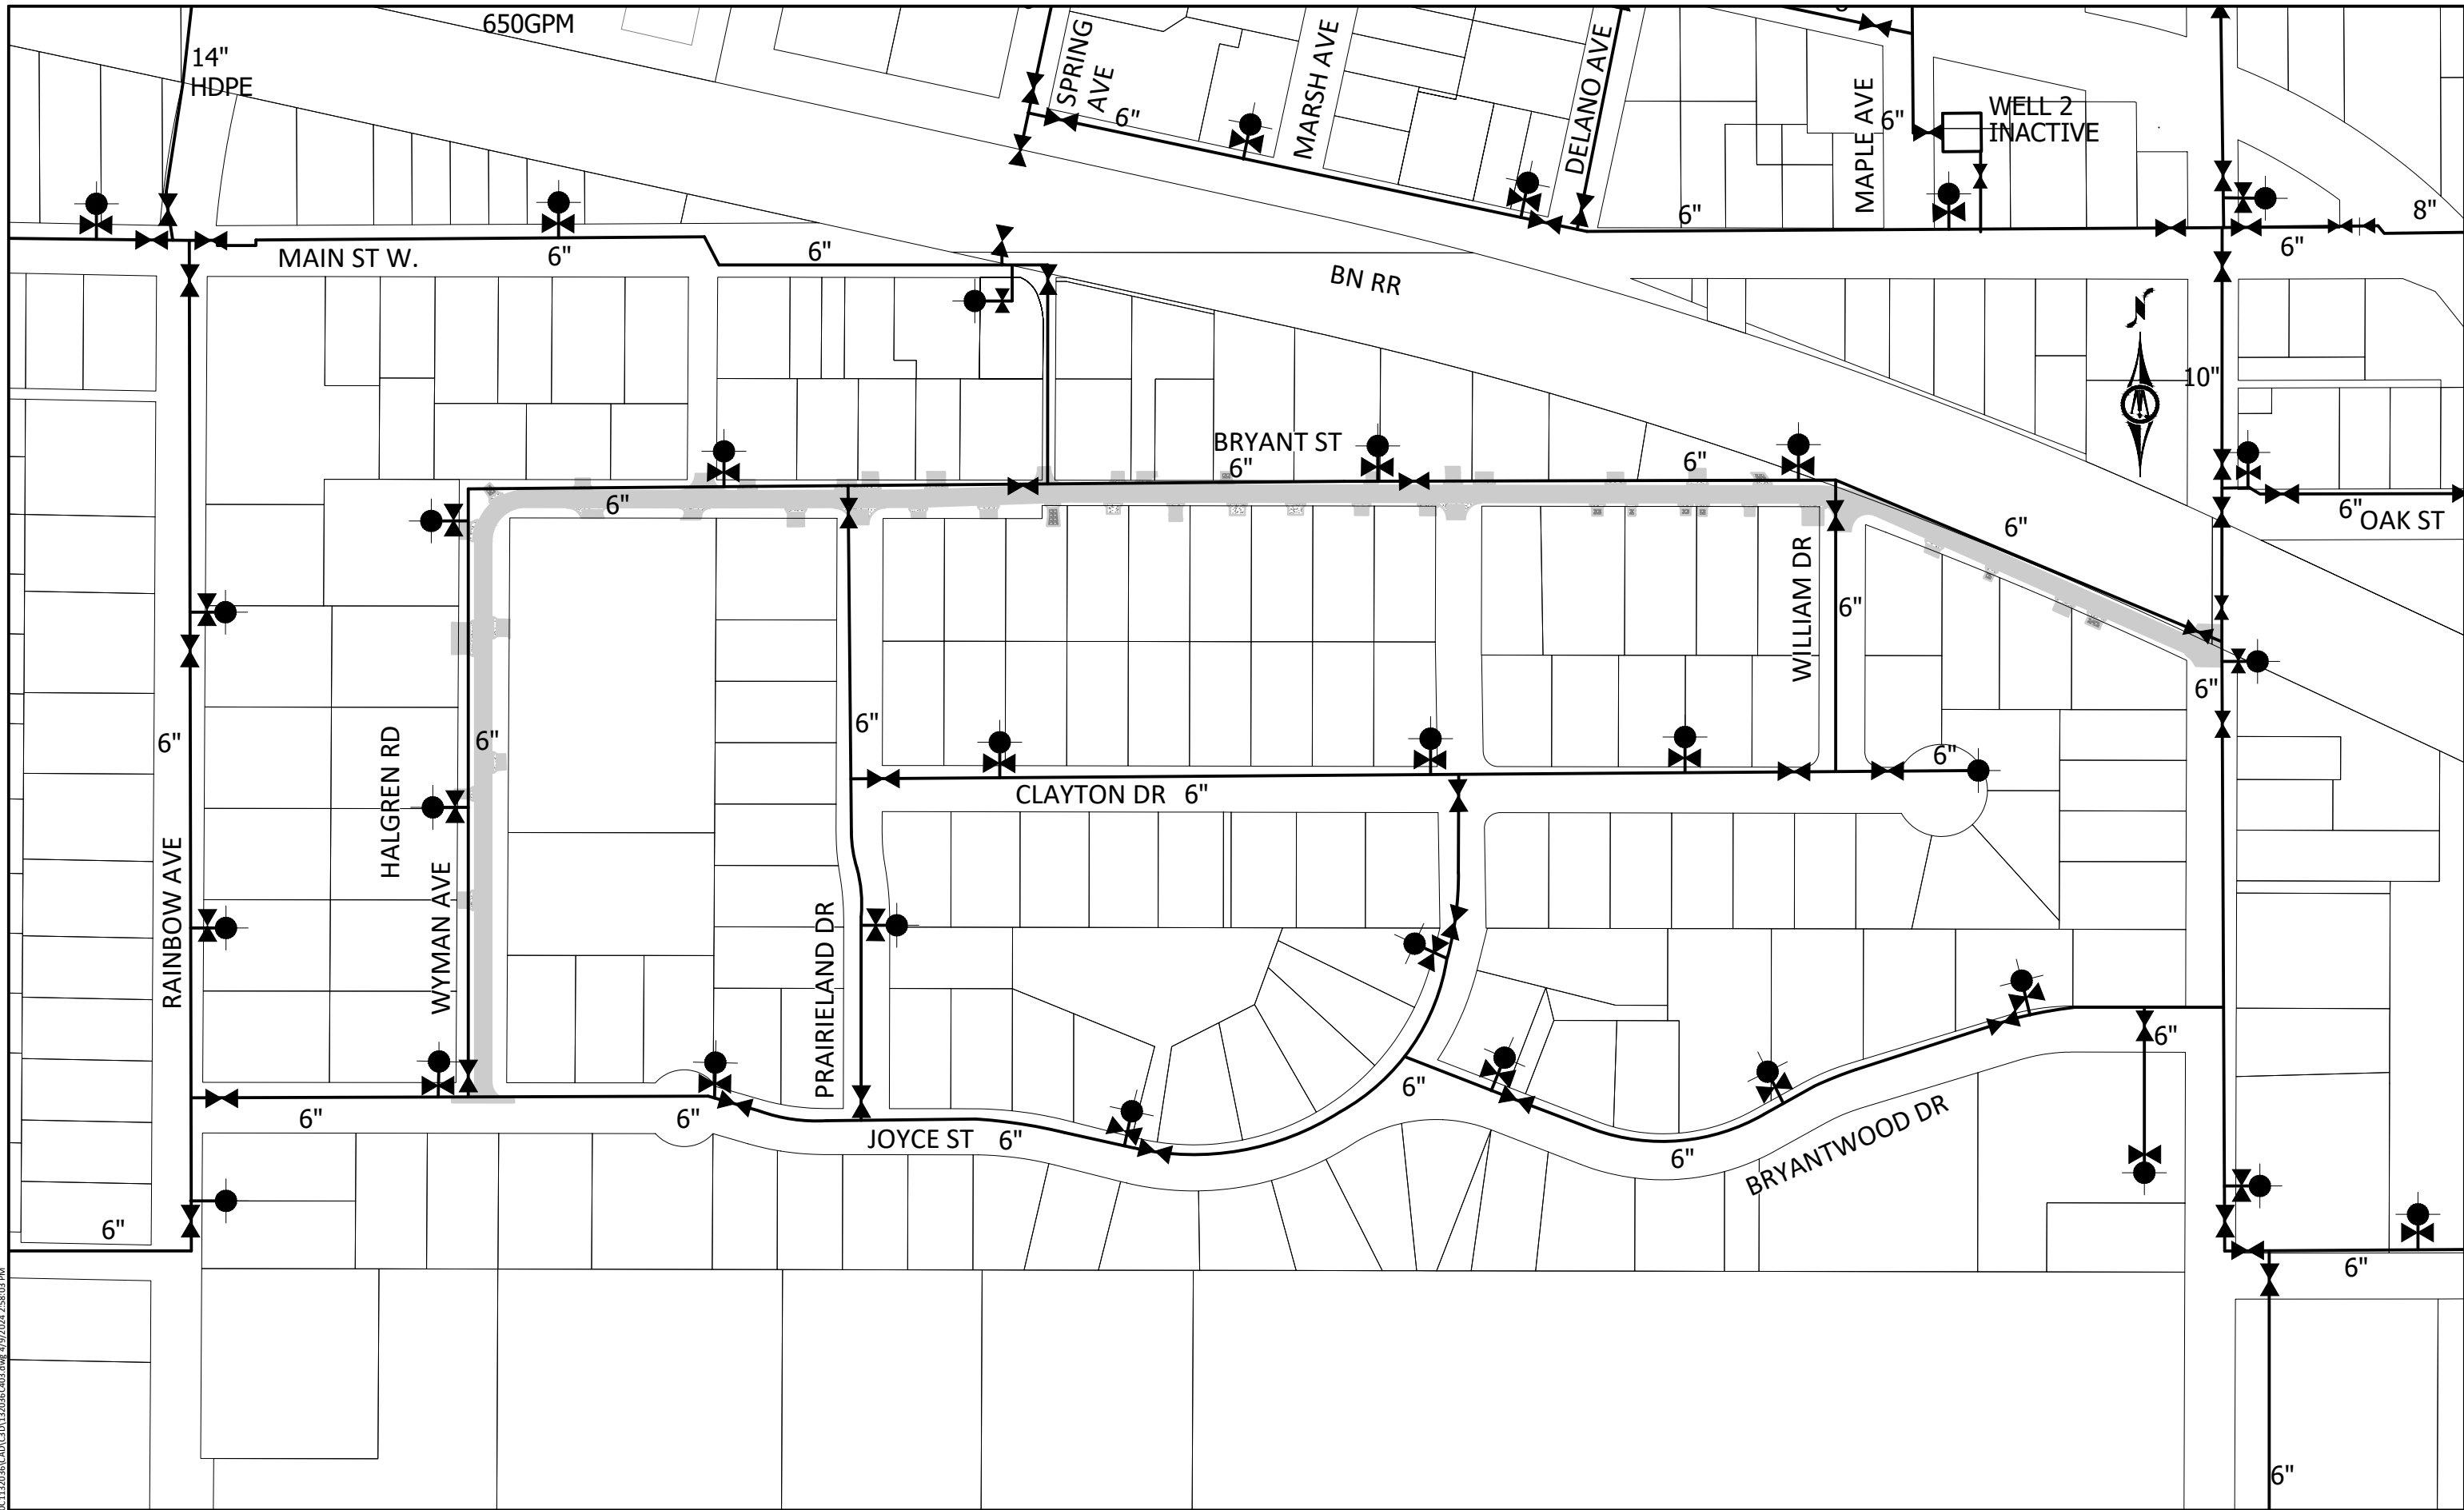 650GPM
14"
HDPE
SPRING
AVE
6"
MARSH AVE
DELANO AVE
MAPLE AVE
6"
WELL 2
INACTIVE
6"
8"
6"
MAIN ST W.
6"
6"
BN RR
10"
BRYANT ST
6"
6"
6"
6"
6"
OAK ST
WILLIAM DR
6"
6"
RAINBOW AVE
6"
HALGREN RD
WYMAN AVE
6"
PRAIRIELAND DR
6"
6"
CLAYTON DR 6"
6"
6"
6"
6"
JOYCE ST 6"
6"
BRYANTWOOD DR
6"
6"
6"
6"